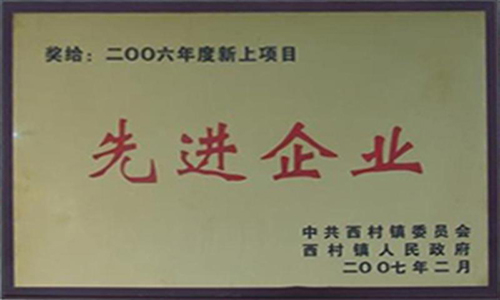 奖给：二OO六年度新上项目
先进企业
中共西村镇委员会
西村镇人民政府
二OO七年二月